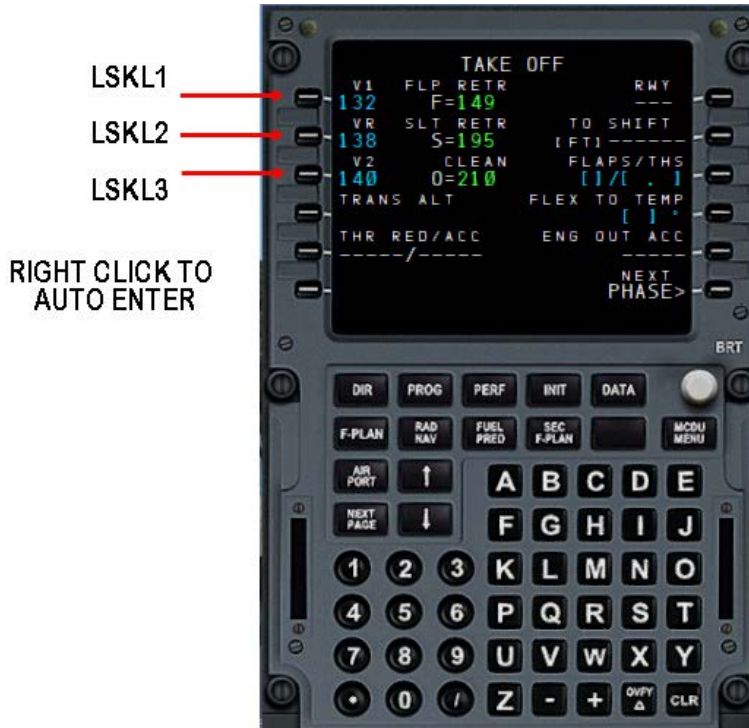 LSKL1
LSKL2
LSKL3
RIGHT CLICK TO
AUTO ENTER
TAKE OFF
V1 FLP RETR RWY
132 F=149 ---
VR SLT RETR TO SHIFT
138 S=195 [FT]------
V2 CLEAN FLAPS/THS
140 O=210 []/[ . ]
TRANS ALT FLEX TO TEMP
[ ]°
THR RED/ACC ENG OUT ACC
-----/----- -----
NEXT
PHASE>
BRT
DIR PROG PERF INIT DATA
F-PLAN RAD NAV FUEL PRED SEC F-PLAN MCDU MENU
AIR PORT ↑ A B C D E
NEXT PAGE ↓ F G H I J
1 2 3 K L M N O
4 5 6 P Q R S T
7 8 9 U V W X Y
• 0 / Z - + OVFY Δ CLR